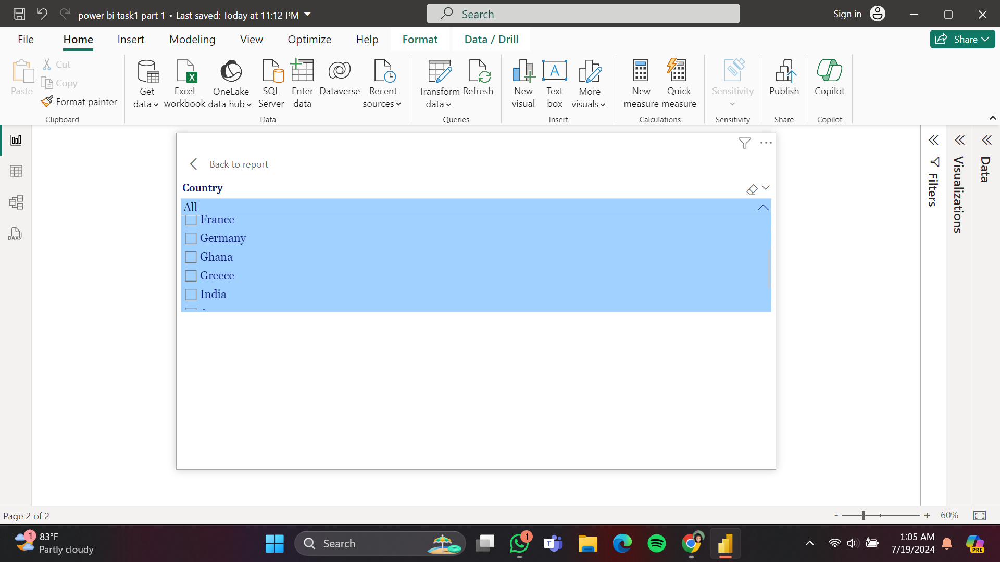 power bi task1 part 1 • Last saved: Today at 11:12 PM
Search
Sign in
File Home Insert Modeling View Optimize Help Format Data / Drill
Share
Paste
Cut
Copy
Format painter
Clipboard
Get data
Excel workbook
OneLake data hub
SQL Server
Enter data
Dataverse
Recent sources
Data
Transform data
Refresh
Queries
New visual
Text box
More visuals
Insert
New measure
Quick measure
Calculations
Sensitivity
Sensitivity
Publish
Share
Copilot
Copilot
DAX
Back to report
Country
All
France
Germany
Ghana
Greece
India
Filters
Visualizations
Data
Page 2 of 2
- + 60%
1
83°F
Partly cloudy
Search
1
T
1:05 AM
7/19/2024
PRE